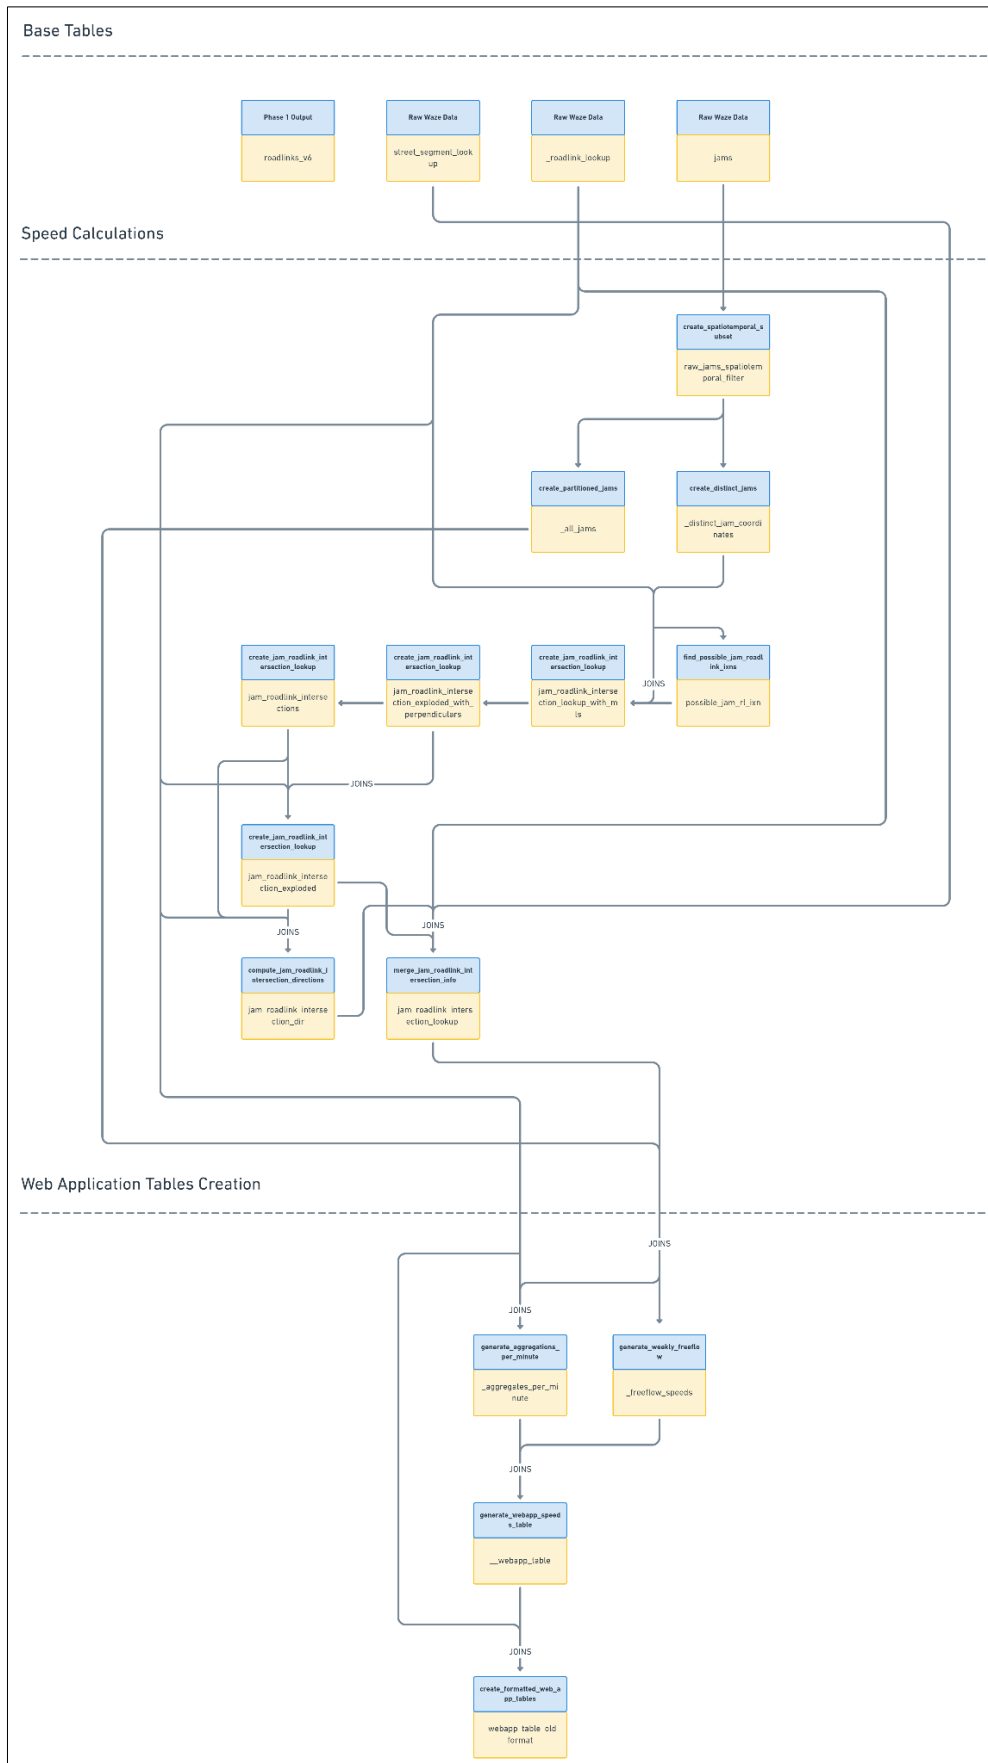 Base Tables
Phase 1 Output
Raw Waze Data
Raw Waze Data
Raw Waze Data
roadlinks_v6
street_segment_look
up
_roadlink_lookup
jams
Speed Calculations
create_spatiotemporal_s
ubset
raw_jams_spatiotem
poral_filter
create_partitioned_jams
_all_jams
create_distinct_jams
_distinct_jam_coordi
nates
create_jam_roadlink_int
ersection_lookup
jam_roadlink_interse
ctions
create_jam_roadlink_int
ersection_lookup
jam_roadlink_interse
ction_exploded_with_
perpendiculars
create_jam_roadlink_int
ersection_lookup
jam_roadlink_interse
ction_lookup_with_m
ls
JOINS
find_possible_jam_roadl
ink_ixns
possible_jam_rl_ixn
JOINS
create_jam_roadlink_int
ersection_lookup
jam_roadlink_interse
ction_exploded
JOINS
JOINS
compute_jam_roadlink_i
ntersection_directions
jam_roadlink_interse
ction_dir
merge_jam_roadlink_int
ersection_info
jam_roadlink_inters
ection_lookup
Web Application Tables Creation
JOINS
JOINS
generate_aggregations_
per_minute
_aggregates_per_mi
nute
generate_weekly_freeflo
w
_freeflow_speeds
JOINS
generate_webapp_speed
s_table
__webapp_table
JOINS
create_formatted_web_a
pp_tables
webapp_table_old
format